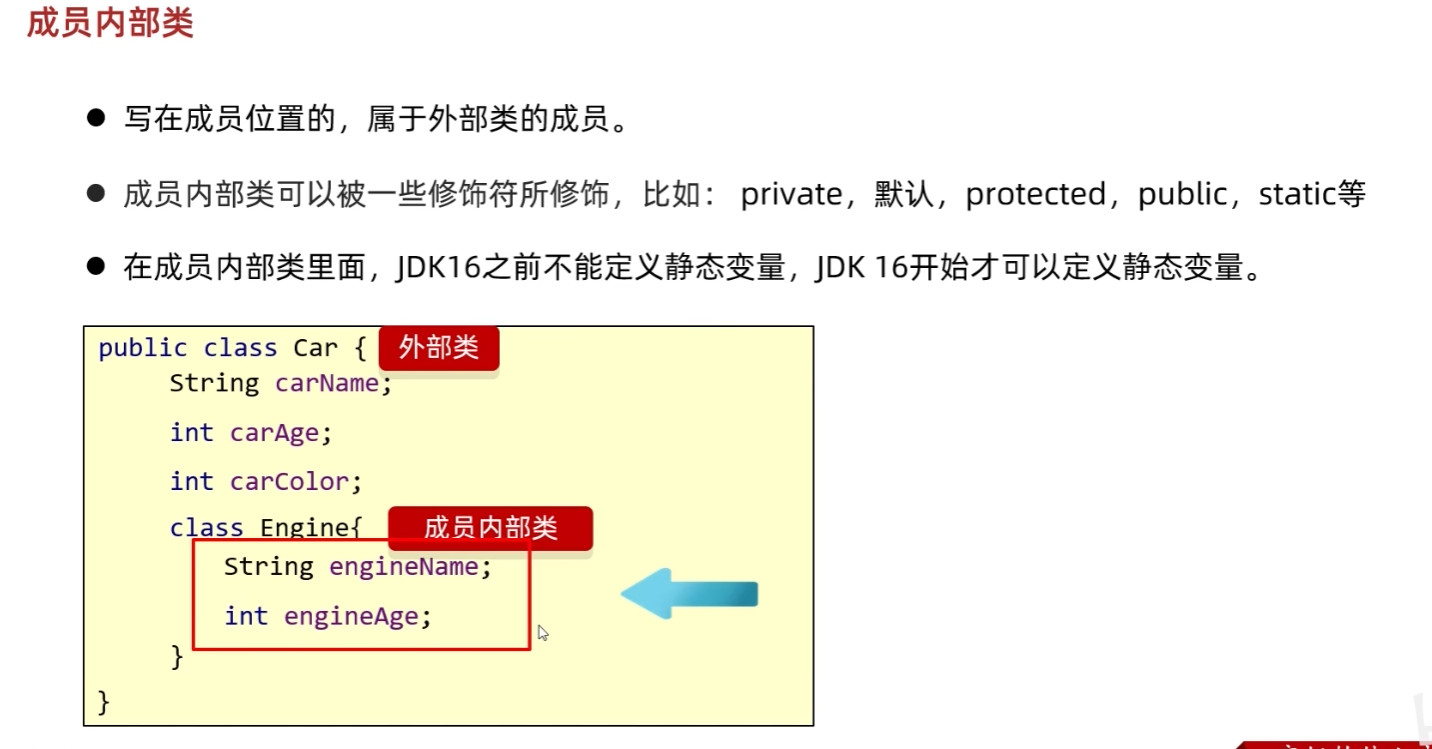 成员内部类
● 写在成员位置的，属于外部类的成员。
● 成员内部类可以被一些修饰符所修饰，比如： private，默认，protected，public，static等
● 在成员内部类里面，JDK16之前不能定义静态变量，JDK 16开始才可以定义静态变量。
public class Car { 外部类
String carName;
int carAge;
int carColor;
class Engine{ 成员内部类
String engineName;
int engineAge;
}
}